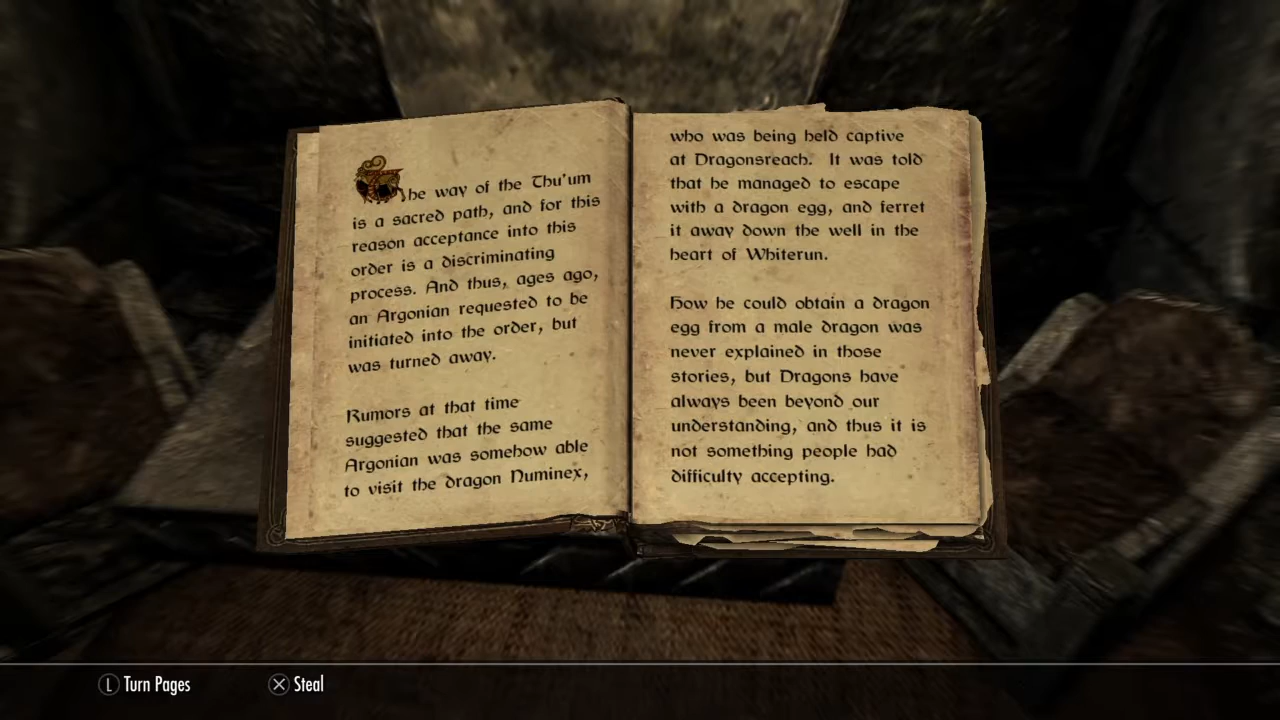 The way of the Thu'um
is a sacred path, and for this
reason acceptance into this
order is a discriminating
process. And thus, ages ago,
an Argonian requested to be
initiated into the order, but
was turned away.
Rumors at that time
suggested that the same
Argonian was somehow able
to visit the dragon Numinex,
who was being held captive
at Dragonsreach. It was told
that he managed to escape
with a dragon egg, and ferret
it away down the well in the
heart of Whiterun.
How he could obtain a dragon
egg from a male dragon was
never explained in those
stories, but Dragons have
always been beyond our
understanding, and thus it is
not something people had
difficulty accepting.
L Turn Pages
X Steal